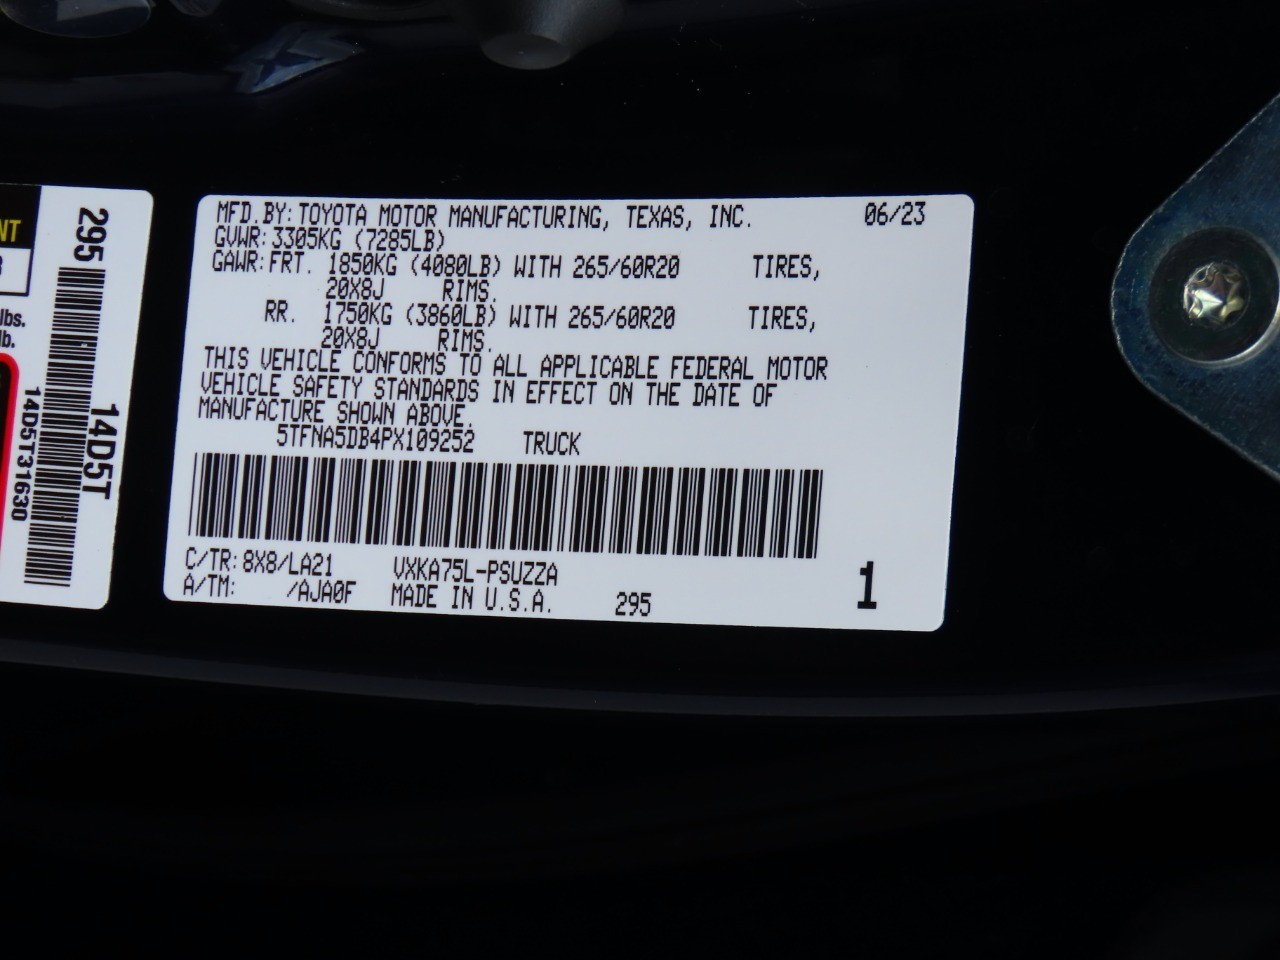 NT
lbs.
lb.
295
14D5T
14D5T31630
MFD. BY: TOYOTA MOTOR MANUFACTURING, TEXAS, INC. 06/23
GVWR: 3305KG (7285LB)
GAWR: FRT. 1850KG (4080LB) WITH 265/60R20 TIRES,
20X8J RIMS.
RR. 1750KG (3860LB) WITH 265/60R20 TIRES,
20X8J RIMS.
THIS VEHICLE CONFORMS TO ALL APPLICABLE FEDERAL MOTOR
VEHICLE SAFETY STANDARDS IN EFFECT ON THE DATE OF
MANUFACTURE SHOWN ABOVE.
5TFNA5DB4PX109252 TRUCK
C/TR: 8X8/LA21 VXKA75L-PSUZZA
A/TM: /AJA0F MADE IN U.S.A. 295
1